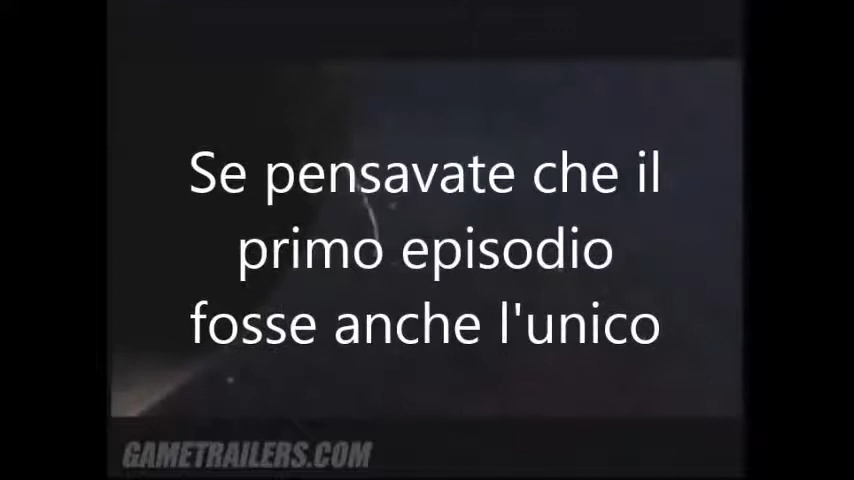 Se pensavate che il
primo episodio
fosse anche l'unico
GAMETRAILERS.COM